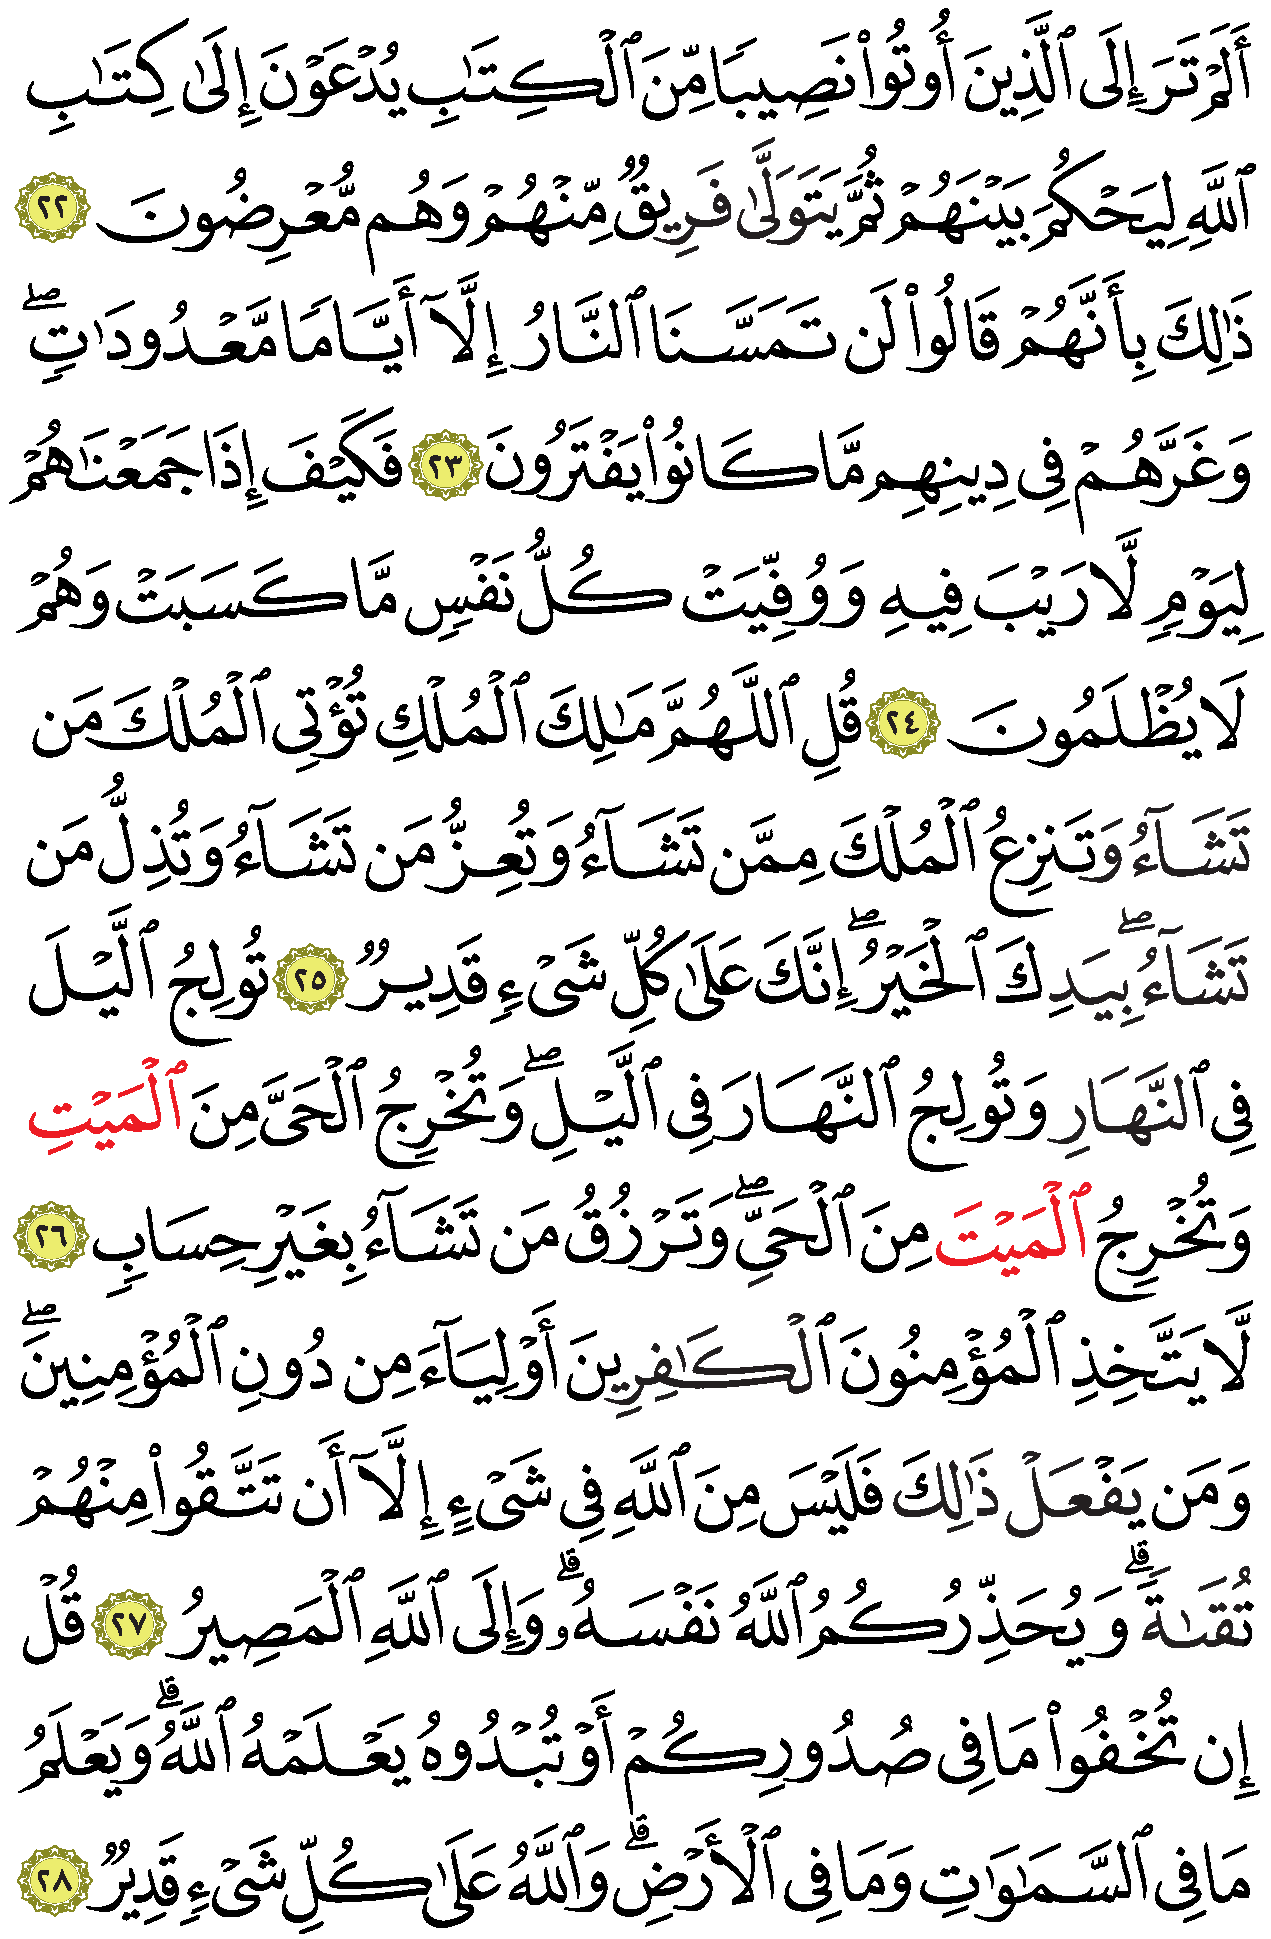 أَلَمۡ تَرَ إِلَى ٱلَّذِينَ أُوتُواْ نَصِيبٗا مِّنَ ٱلۡكِتَٰبِ يُدۡعَوۡنَ إِلَىٰ كِتَٰبِ
ٱللَّهِ لِيَحۡكُمَ بَيۡنَهُمۡ ثُمَّ يَتَوَلَّىٰ فَرِيقٞ مِّنۡهُمۡ وَهُم مُّعۡرِضُونَ ٢٢
ذَٰلِكَ بِأَنَّهُمۡ قَالُواْ لَن تَمَسَّنَا ٱلنَّارُ إِلَّآ أَيَّامٗا مَّعۡدُودَٰتٖۖ
وَغَرَّهُمۡ فِي دِينِهِم مَّا كَانُواْ يَفۡتَرُونَ ٢٣ فَكَيۡفَ إِذَا جَمَعۡنَٰهُمۡ
لِيَوۡمٖ لَّا رَيۡبَ فِيهِ وَوُفِّيَتۡ كُلُّ نَفۡسٖ مَّا كَسَبَتۡ وَهُمۡ
لَا يُظۡلَمُونَ ٢٤ قُلِ ٱللَّهُمَّ مَٰلِكَ ٱلۡمُلۡكِ تُؤۡتِي ٱلۡمُلۡكَ مَن
تَشَآءُ وَتَنزِعُ ٱلۡمُلۡكَ مِمَّن تَشَآءُ وَتُعِزُّ مَن تَشَآءُ وَتُذِلُّ مَن
تَشَآءُۖ بِيَدِكَ ٱلۡخَيۡرُۖ إِنَّكَ عَلَىٰ كُلِّ شَيۡءٖ قَدِيرٞ ٢٥ تُولِجُ ٱلَّيۡلَ
فِي ٱلنَّهَارِ وَتُولِجُ ٱلنَّهَارَ فِي ٱلَّيۡلِۖ وَتُخۡرِجُ ٱلۡحَيَّ مِنَ ٱلۡمَيۡتِ
وَتُخۡرِجُ ٱلۡمَيۡتَ مِنَ ٱلۡحَيِّۖ وَتَرۡزُقُ مَن تَشَآءُ بِغَيۡرِ حِسَابٖ ٢٦
لَّا يَتَّخِذِ ٱلۡمُؤۡمِنُونَ ٱلۡكَٰفِرِينَ أَوۡلِيَآءَ مِن دُونِ ٱلۡمُؤۡمِنِينَۖ
وَمَن يَفۡعَلۡ ذَٰلِكَ فَلَيۡسَ مِنَ ٱللَّهِ فِي شَيۡءٍ إِلَّآ أَن تَتَّقُواْ مِنۡهُمۡ
تُقَىٰةٗۗ وَيُحَذِّرُكُمُ ٱللَّهُ نَفۡسَهُۥۗ وَإِلَى ٱللَّهِ ٱلۡمَصِيرُ ٢٧ قُلۡ
إِن تُخۡفُواْ مَا فِي صُدُورِكُمۡ أَوۡ تُبۡدُوهُ يَعۡلَمۡهُ ٱللَّهُۗ وَيَعۡلَمُ
مَا فِي ٱلسَّمَٰوَٰتِ وَمَا فِي ٱلۡأَرۡضِۗ وَٱللَّهُ عَلَىٰ كُلِّ شَيۡءٖ قَدِيرٞ ٢٨